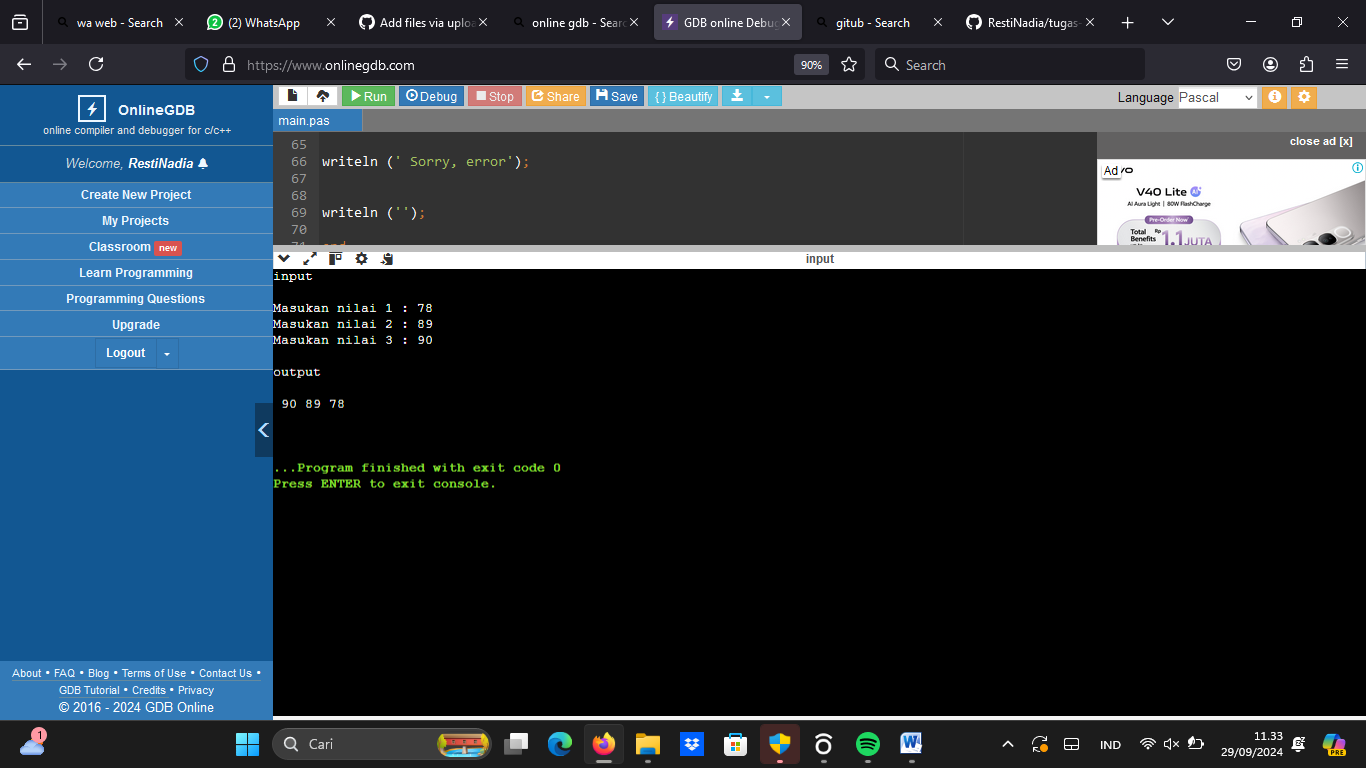 wa web - Search
(2) WhatsApp
Add files via uploa
online gdb - Searc
GDB online Debug
gitub - Search
RestiNadia/tugas-
https://www.onlinegdb.com
90%
Search
OnlineGDB
online compiler and debugger for c/c++
Welcome, RestiNadia
Create New Project
My Projects
Classroom new
Learn Programming
Programming Questions
Upgrade
Logout
About • FAQ • Blog • Terms of Use • Contact Us •
GDB Tutorial • Credits • Privacy
© 2016 - 2024 GDB Online
Run
Debug
Stop
Share
Save
{ } Beautify
Language Pascal
main.pas
65
66 writeln (' Sorry, error');
67
68
69 writeln ('');
70
71 end
close ad [x]
Ad
V40 Lite AI
AI Aura Light | 80W FlashCharge
Pre-Order Now
Total
Benefits
Rp 1.1 JUTA
input
input
Masukan nilai 1 : 78
Masukan nilai 2 : 89
Masukan nilai 3 : 90
output
90 89 78
...Program finished with exit code 0
Press ENTER to exit console.
1
Cari
IND
11.33
29/09/2024
PRE